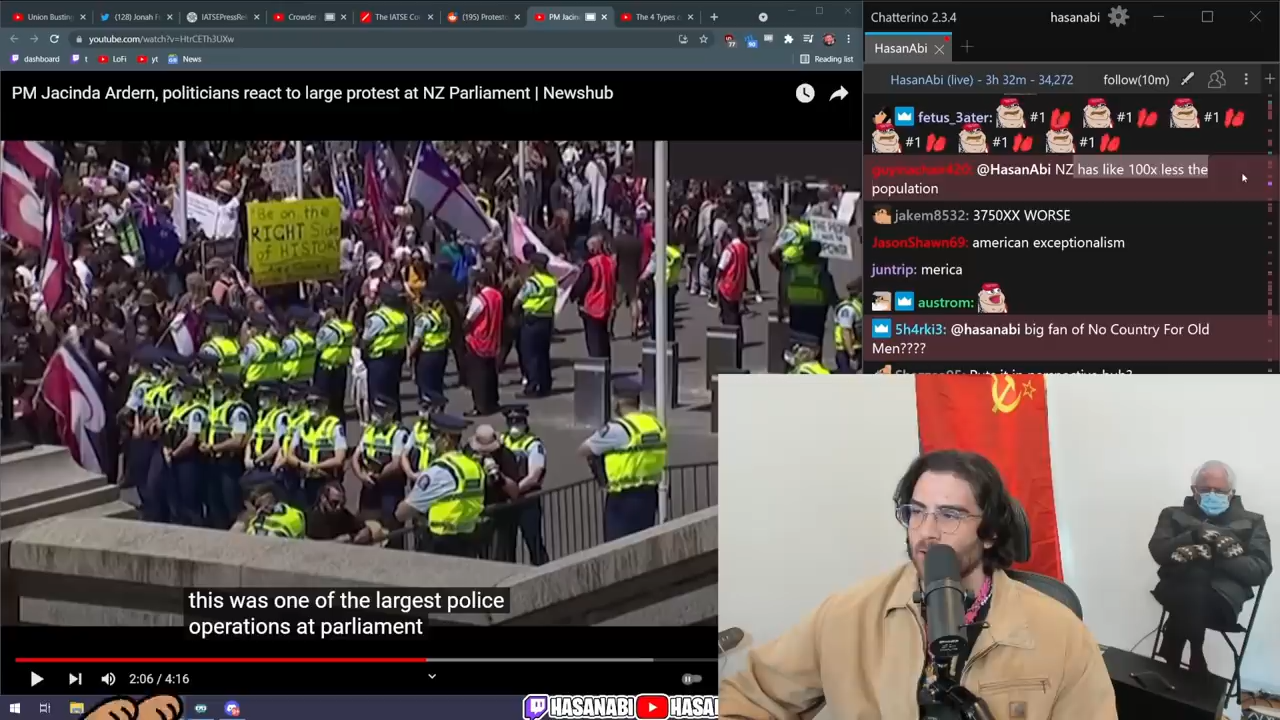 Union Busting
(128) Jonah F
IATSEPressRe
Crowder
The IATSE Co
(195) Protest
PM Jacin
The 4 Types o
youtube.com/watch?v=HtrCETh3UXw
dashboard
t
LoFi
yt
News
Reading list
PM Jacinda Ardern, politicians react to large protest at NZ Parliament | Newshub
Be on the
RIGHT Side
of HISTORY
this was one of the largest police
operations at parliament
2:06 / 4:16
Chatterino 2.3.4
hasanabi
HasanAbi
HasanAbi (live) - 3h 32m - 34,272
follow(10m)
fetus_3ater: #1 #1 #1
#1 #1 #1
@HasanAbi NZ has like 100x less the
population
jakem8532: 3750XX WORSE
JasonShawn69: american exceptionalism
juntrip: merica
austrom:
5h4rki3: @hasanabi big fan of No Country For Old
Men????
HASANABI
HASA